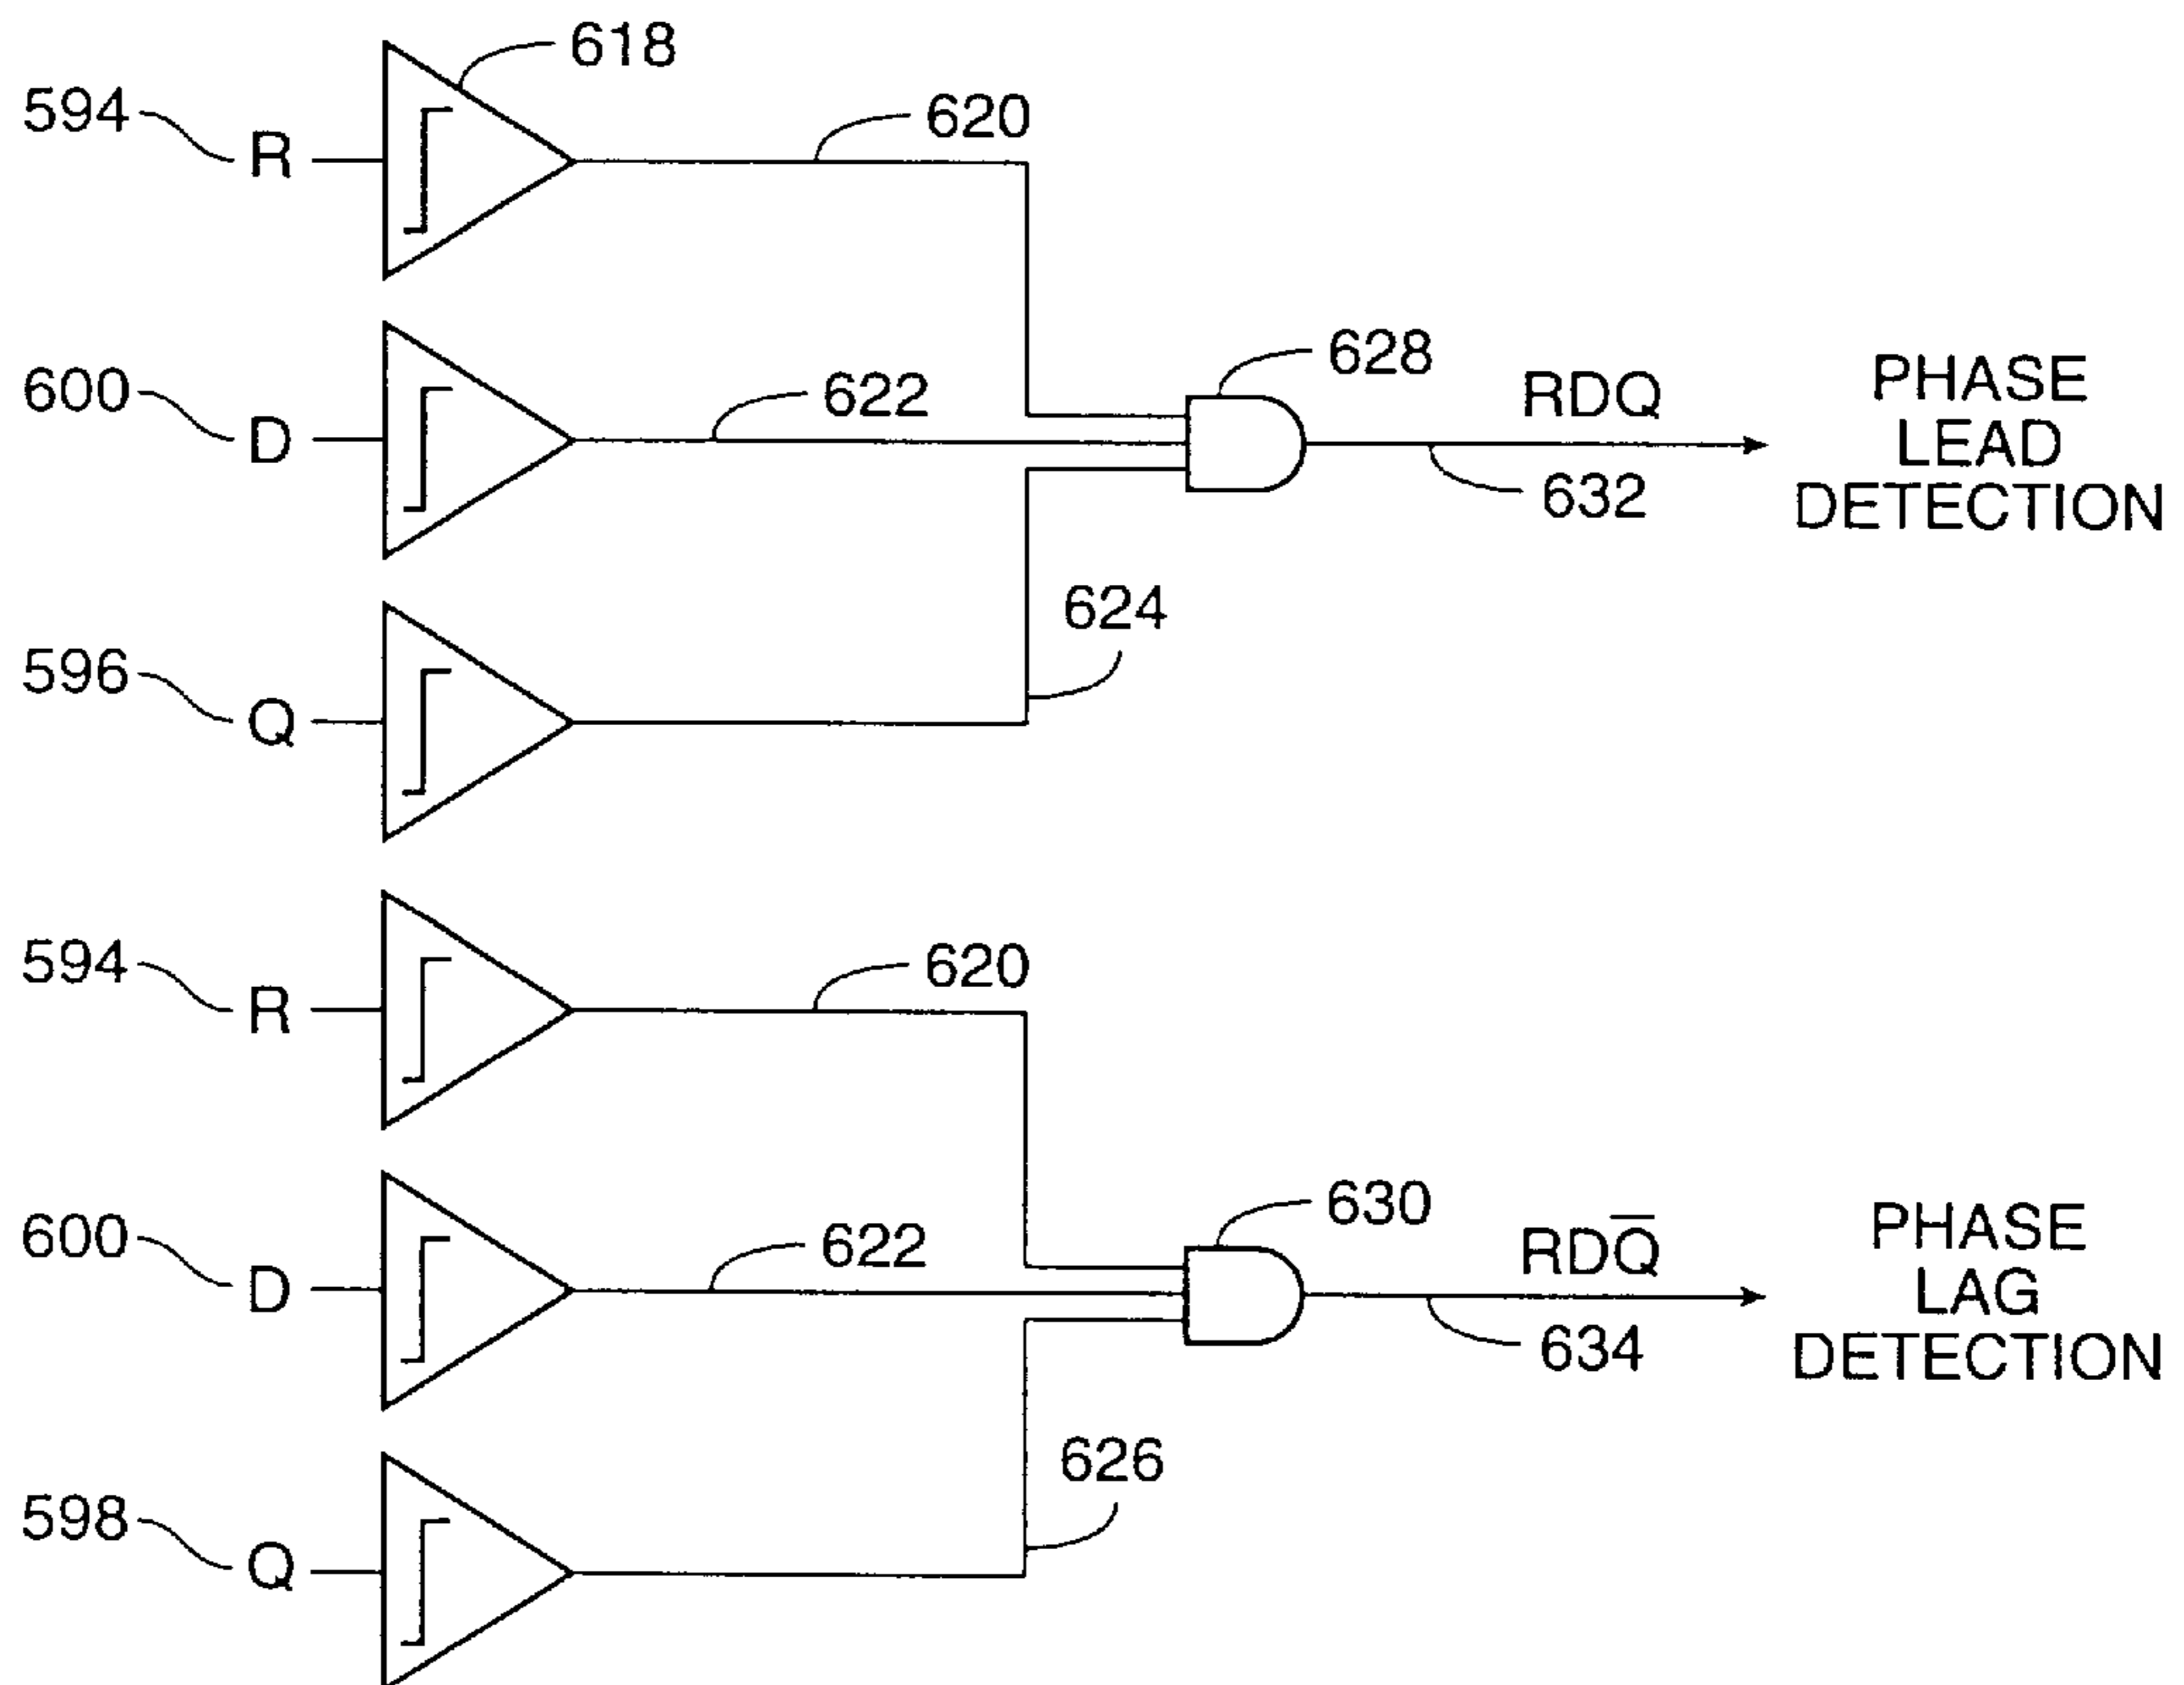 618
594
R
620
600
D
622
628
RDQ
632
PHASE
LEAD
DETECTION
596
Q
624
594
R
620
600
D
622
630
RDQ̅
634
PHASE
LAG
DETECTION
598
Q
626